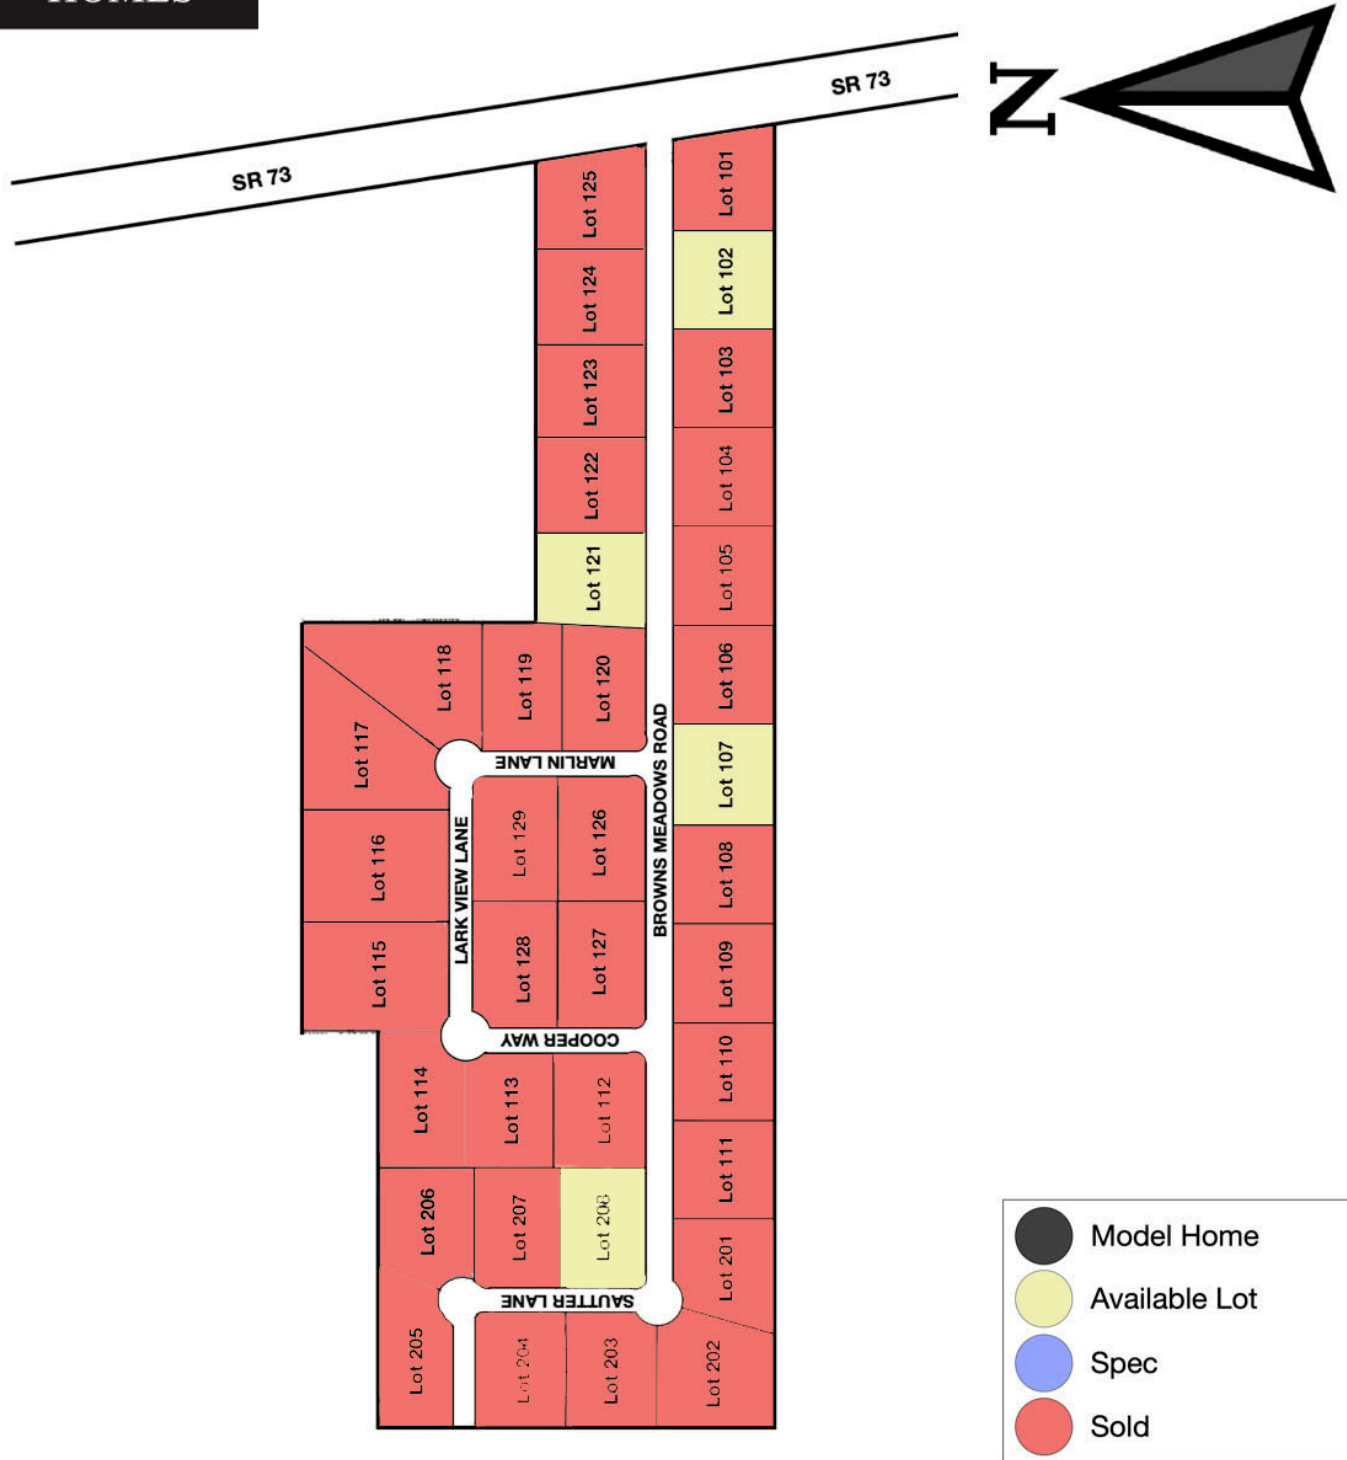 HOMES
N
SR 73
SR 73
Lot 101
Lot 125
Lot 102
Lot 124
Lot 103
Lot 123
Lot 104
Lot 122
Lot 105
Lot 121
Lot 106
Lot 118
Lot 119
Lot 120
Lot 117
MARLIN LANE
Lot 107
BROWNS MEADOWS ROAD
Lot 129
Lot 126
Lot 116
LARK VIEW LANE
Lot 108
Lot 115
Lot 128
Lot 127
Lot 109
COOPER WAY
Lot 110
Lot 114
Lot 113
Lot 112
Lot 111
Lot 206
Lot 207
Lot 208
Lot 201
SAUTTER LANE
Lot 205
Lot 204
Lot 203
Lot 202
Model Home
Available Lot
Spec
Sold